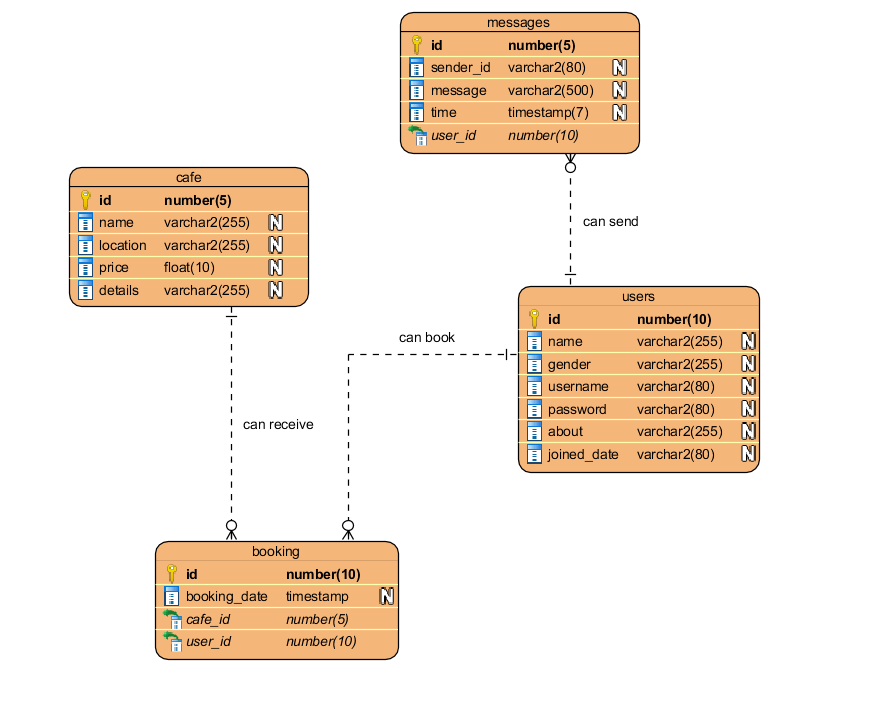 messages
id number(5)
sender_id varchar2(80) N
message varchar2(500) N
time timestamp(7) N
user_id number(10)
cafe
id number(5)
name varchar2(255) N
location varchar2(255) N
price float(10) N
details varchar2(255) N
can send
users
id number(10)
name varchar2(255) N
gender varchar2(255) N
username varchar2(80) N
password varchar2(80) N
about varchar2(255) N
joined_date varchar2(80) N
can book
can receive
booking
id number(10)
booking_date timestamp N
cafe_id number(5)
user_id number(10)